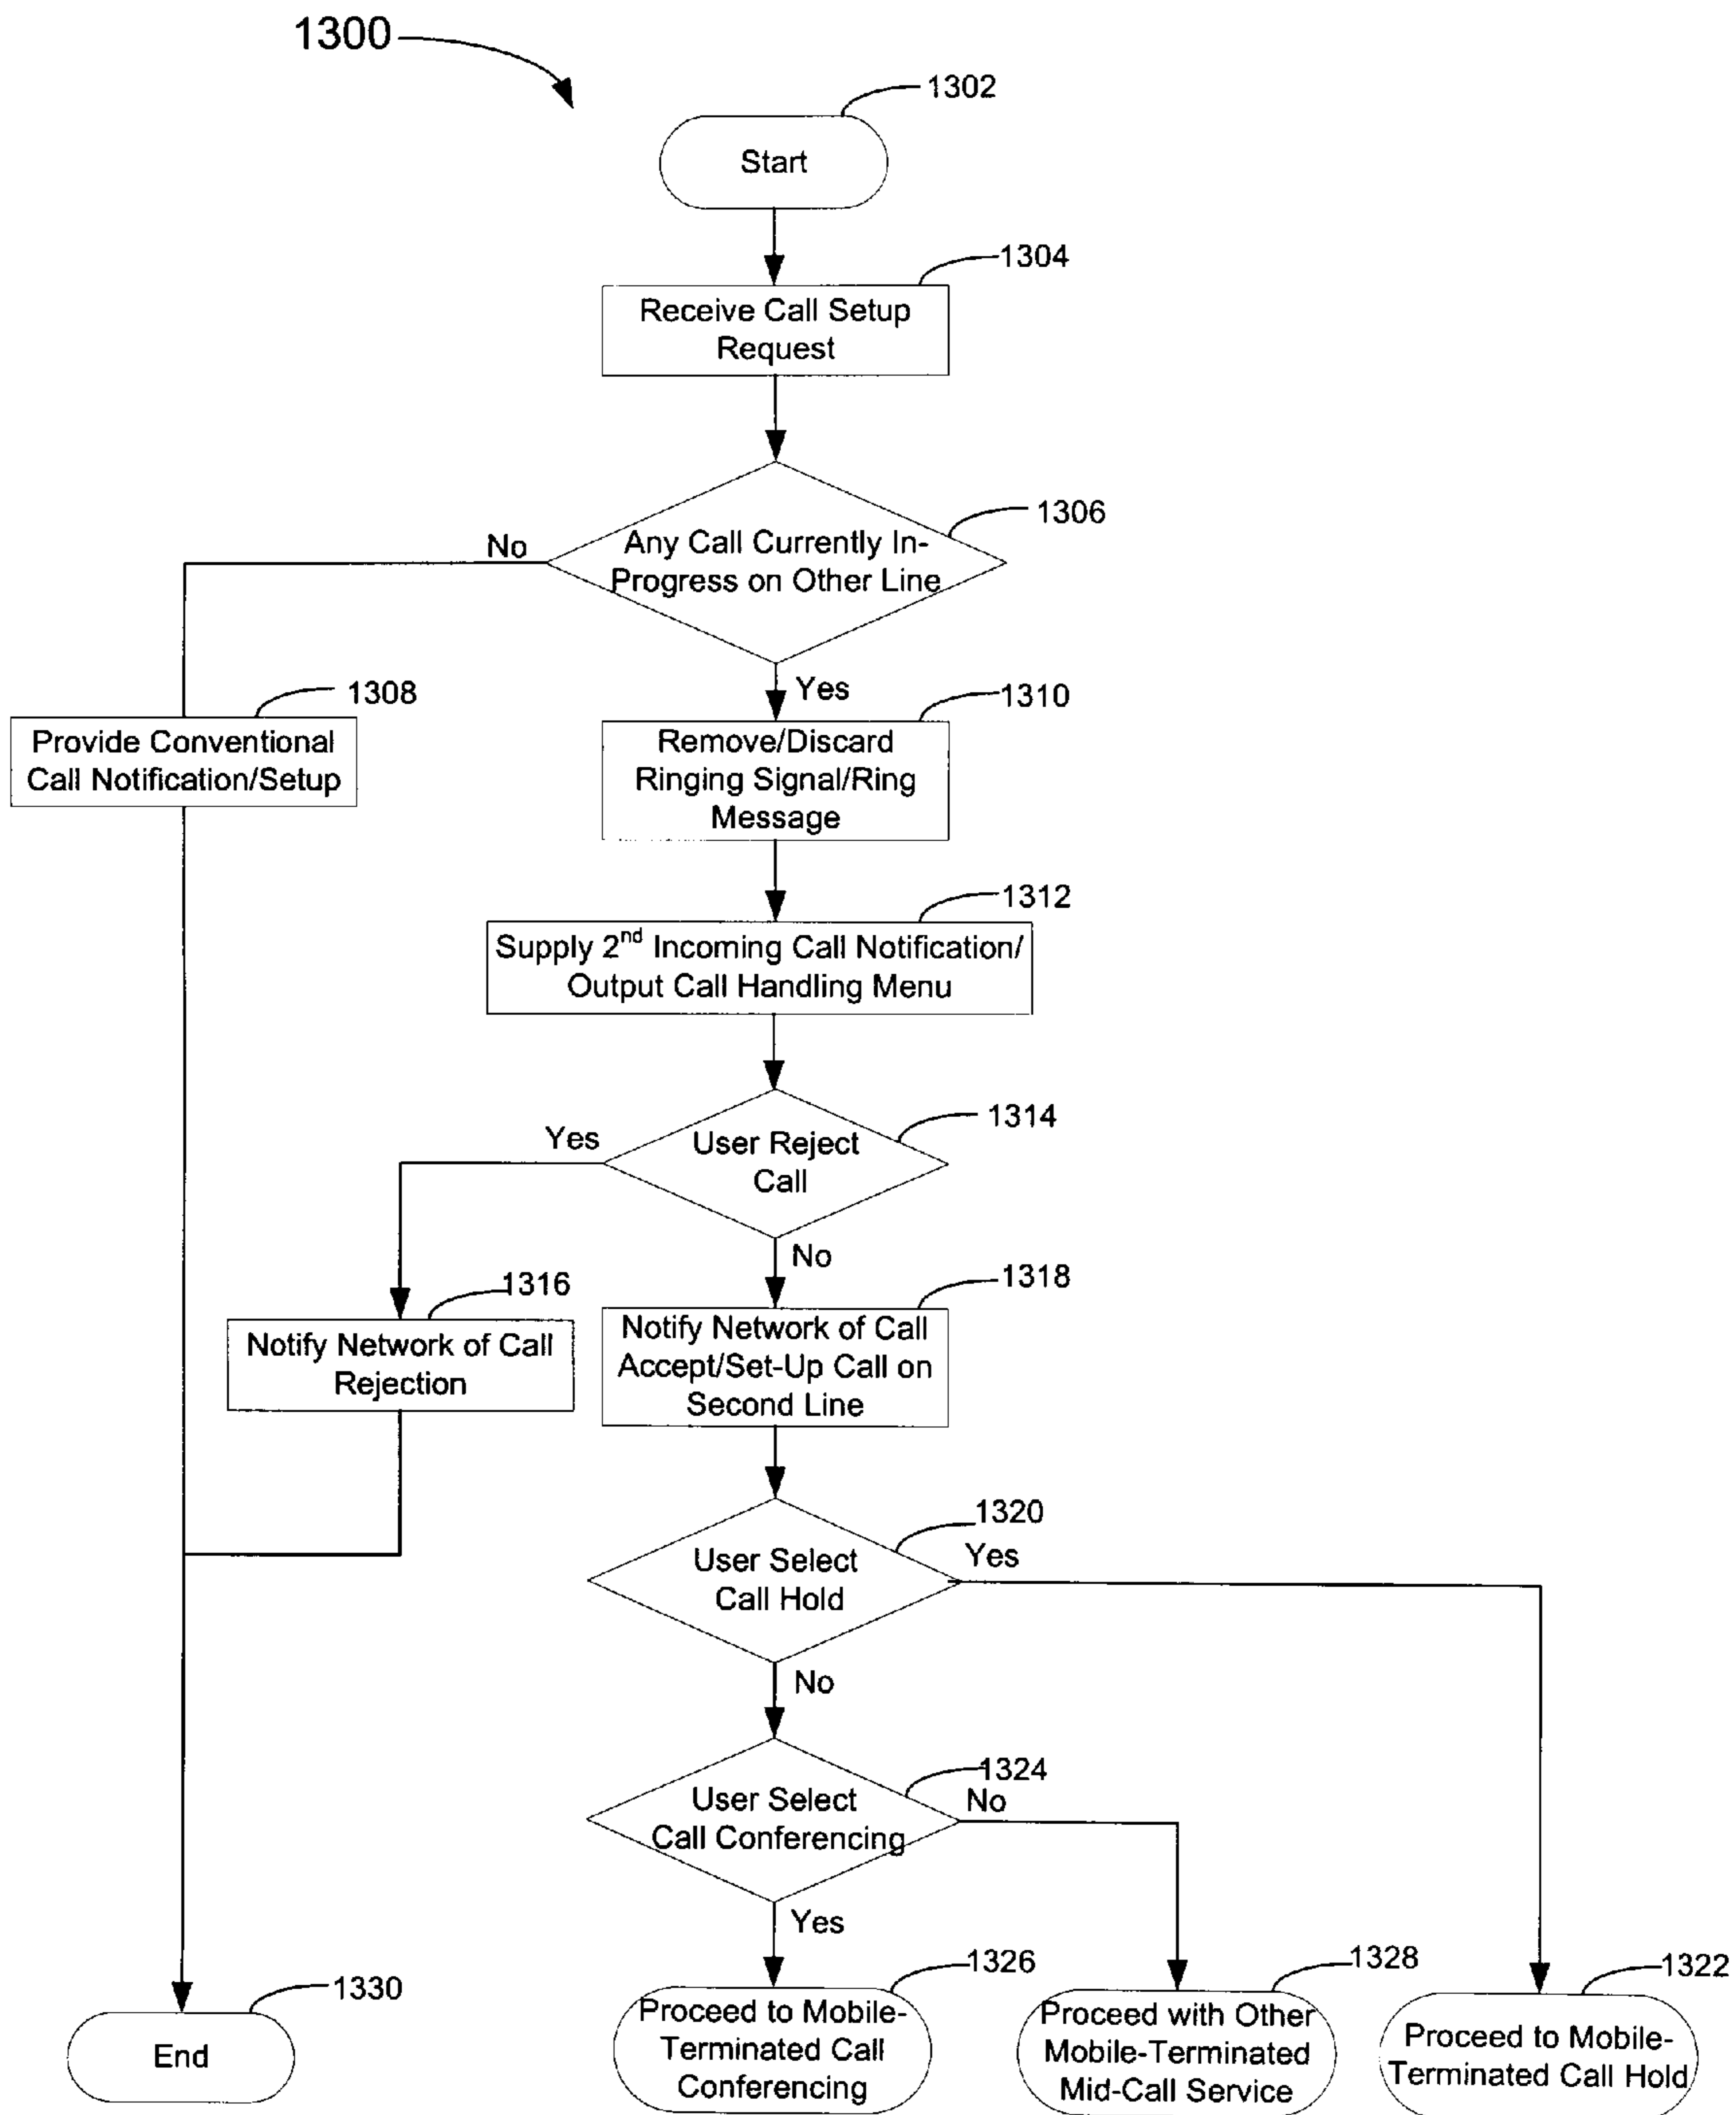 1300
1302
Start
1304
Receive Call Setup
Request
1306
Any Call Currently In-
Progress on Other Line
No
Yes
1308
Provide Conventional
Call Notification/Setup
1310
Remove/Discard
Ringing Signal/Ring
Message
1312
Supply 2nd Incoming Call Notification/
Output Call Handling Menu
1314
User Reject
Call
Yes
No
1316
Notify Network of Call
Rejection
1318
Notify Network of Call
Accept/Set-Up Call on
Second Line
1320
User Select
Call Hold
Yes
No
1324
User Select
Call Conferencing
No
Yes
1330
End
1326
Proceed to Mobile-
Terminated Call
Conferencing
1328
Proceed with Other
Mobile-Terminated
Mid-Call Service
1322
Proceed to Mobile-
Terminated Call Hold